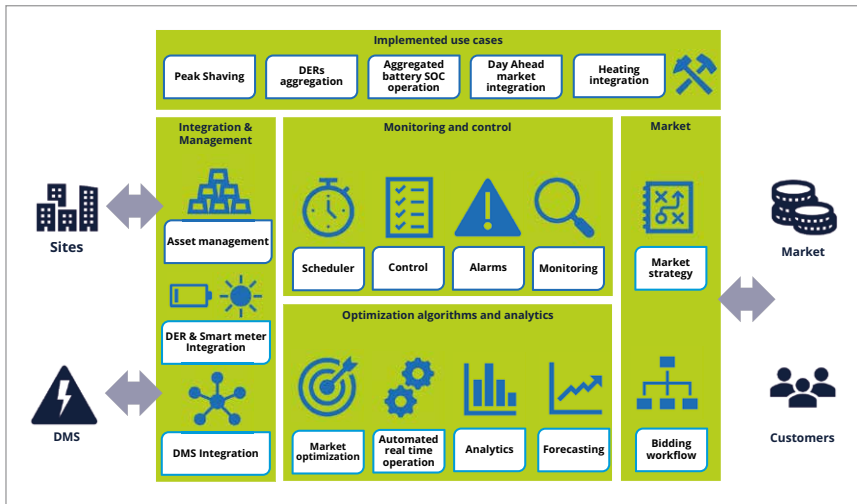 Implemented use cases
Peak Shaving
DERs
aggregation
Aggregated
battery SOC
operation
Day Ahead
market
integration
Heating
integration
Integration &
Management
Monitoring and control
Market
Sites
Asset management
Scheduler
Control
Alarms
Monitoring
Market
strategy
Market
DER & Smart meter
Integration
Optimization algorithms and analytics
DMS
DMS Integration
Market
optimization
Automated
real time
operation
Analytics
Forecasting
Bidding
workflow
Customers